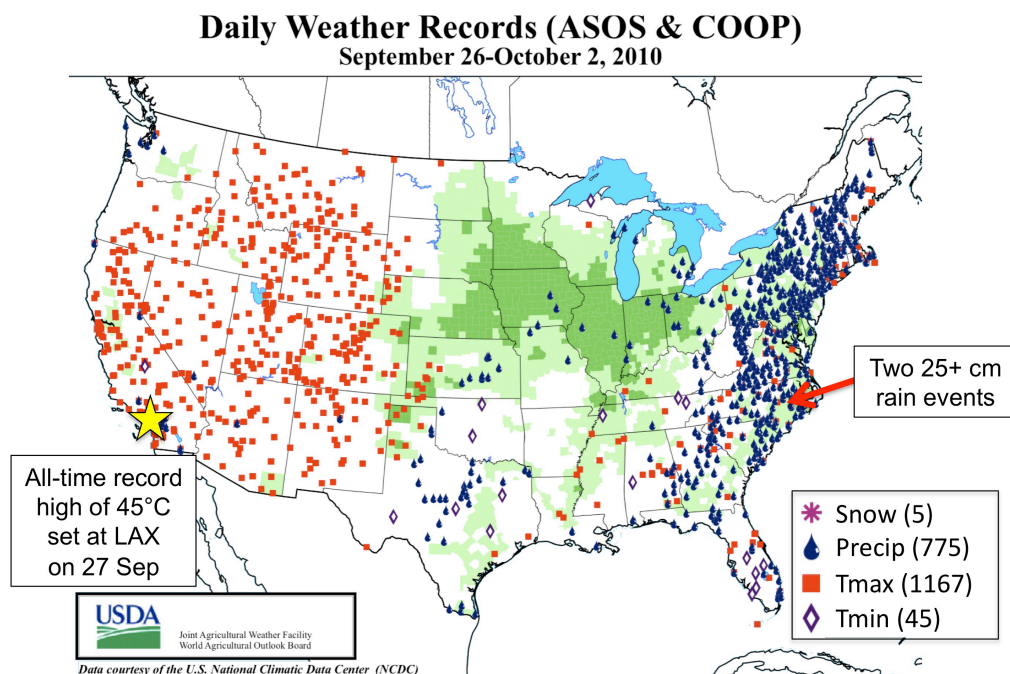 Daily Weather Records (ASOS & COOP)
September 26-October 2, 2010
Two 25+ cm
rain events
All-time record
high of 45°C
set at LAX
on 27 Sep
Snow (5)
Precip (775)
Tmax (1167)
Tmin (45)
USDA
Joint Agricultural Weather Facility
World Agricultural Outlook Board
Data courtesy of the U.S. National Climatic Data Center (NCDC)